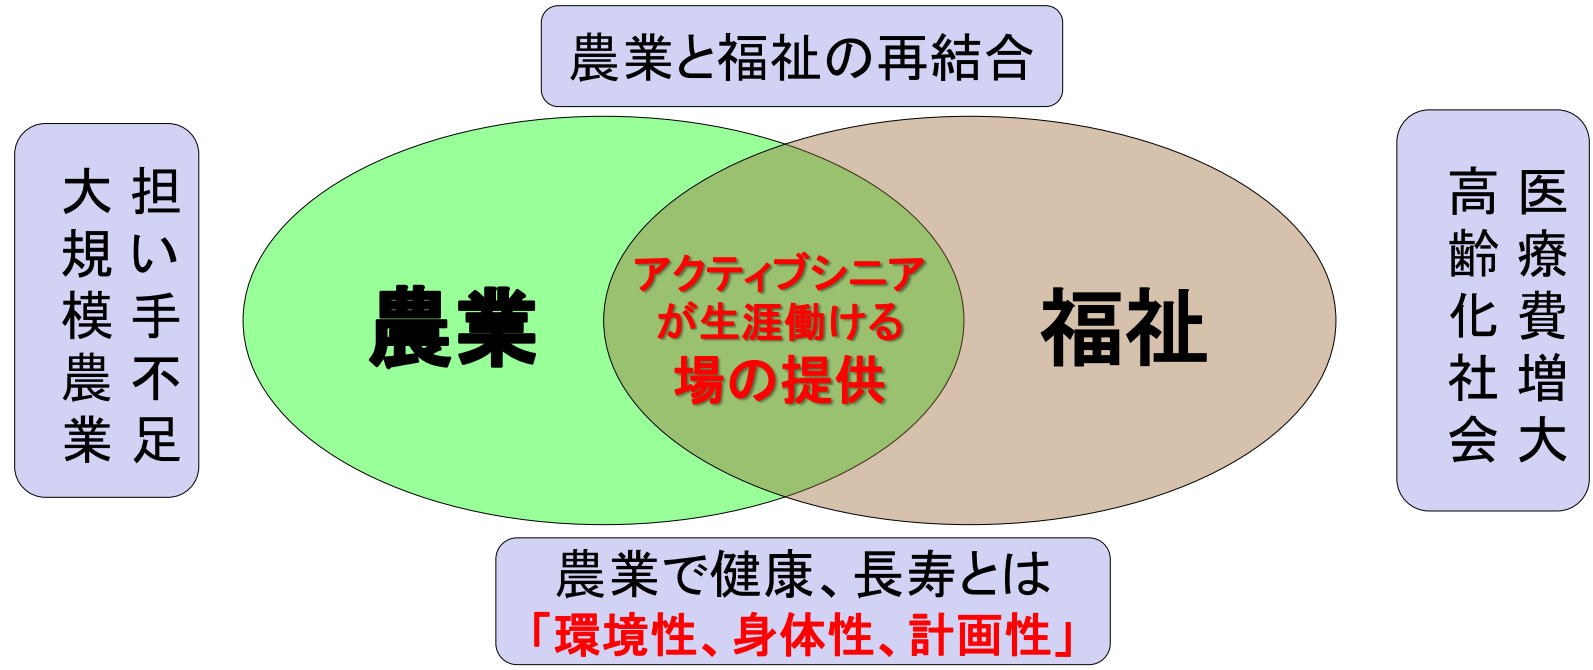 農業と福祉の再結合
担い手不足
大規模農業
農業
アクティブシニア
が生涯働ける
場の提供
福祉
医療費増大
高齢化社会
農業で健康、長寿とは
「環境性、身体性、計画性」